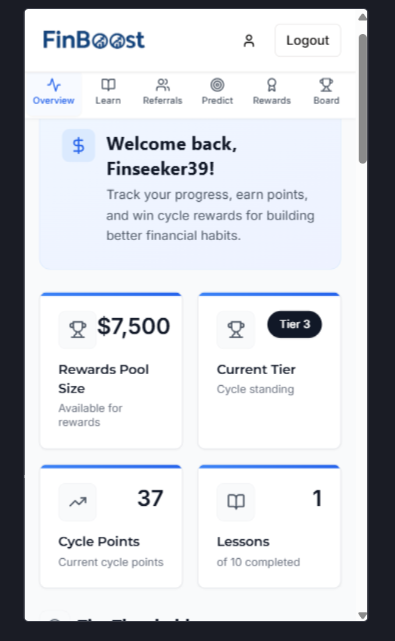 FinBoost
Logout
Overview
Learn
Referrals
Predict
Rewards
Board
$
Welcome back,
Finseeker39!
Track your progress, earn points,
and win cycle rewards for building
better financial habits.
$7,500
Rewards Pool
Size
Available for
rewards
Tier 3
Current Tier
Cycle standing
37
Cycle Points
Current cycle points
1
Lessons
of 10 completed